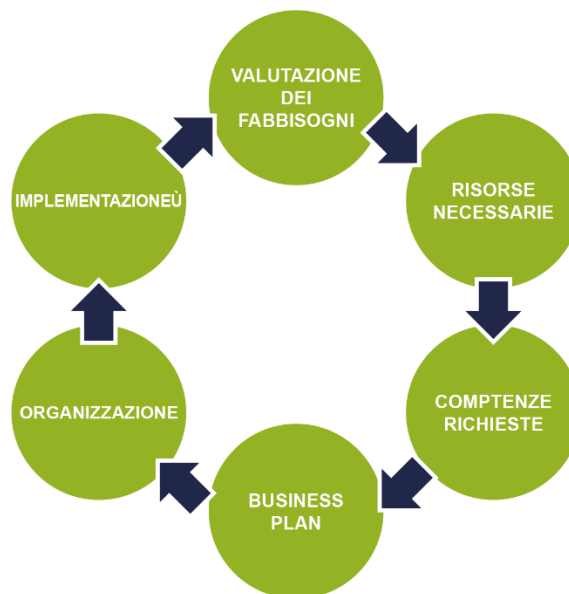 VALUTAZIONE
DEI
FABBISOGNI
RISORSE
NECESSARIE
COMPTENZE
RICHIESTE
BUSINESS
PLAN
ORGANIZZAZIONE
IMPLEMENTAZIONEÙ